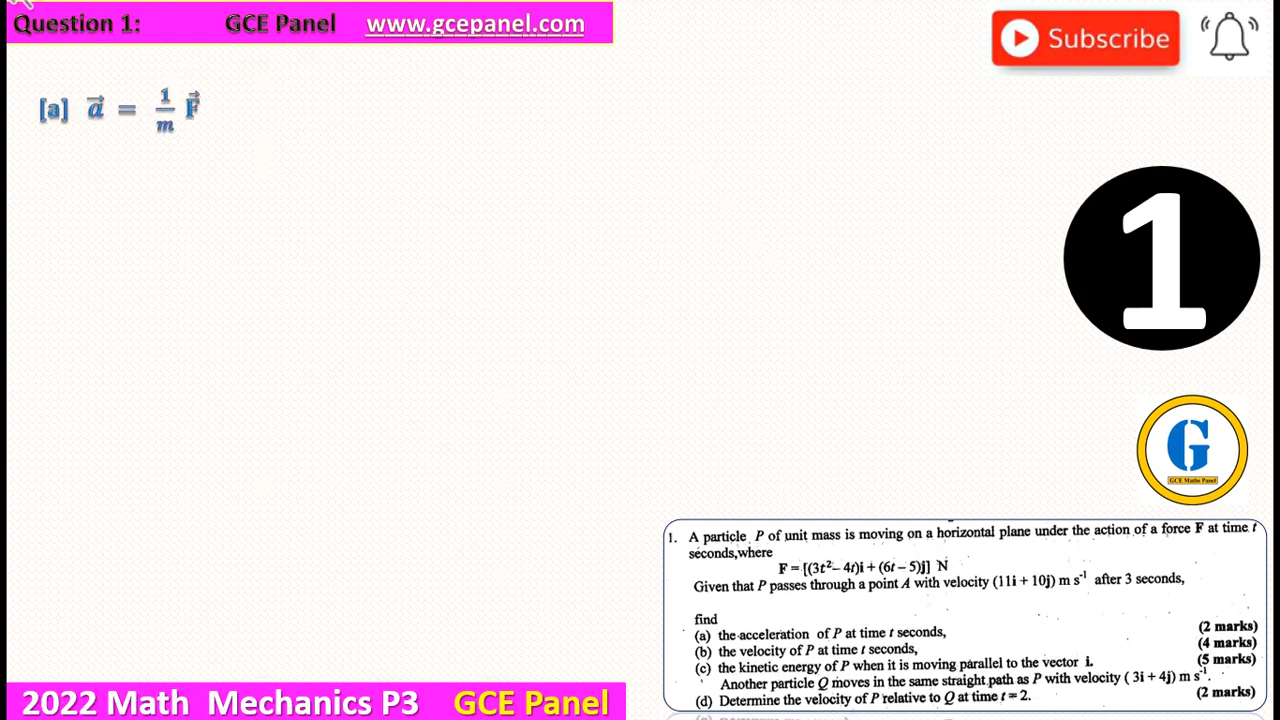 Question 1: GCE Panel www.gcepanel.com
Subscribe
[a] a⃗ = 1/m F⃗
1
G
GCE Maths Panel
1. A particle P of unit mass is moving on a horizontal plane under the action of a force F at time t
seconds,where
F = [(3t² – 4t)i + (6t – 5)j] N
Given that P passes through a point A with velocity (11i + 10j) m s⁻¹ after 3 seconds,
find
(a) the acceleration of P at time t seconds, (2 marks)
(b) the velocity of P at time t seconds, (4 marks)
(c) the kinetic energy of P when it is moving parallel to the vector i. (5 marks)
Another particle Q moves in the same straight path as P with velocity ( 3i + 4j) m s⁻¹.
(d) Determine the velocity of P relative to Q at time t = 2. (2 marks)
2022 Math Mechanics P3 GCE Panel